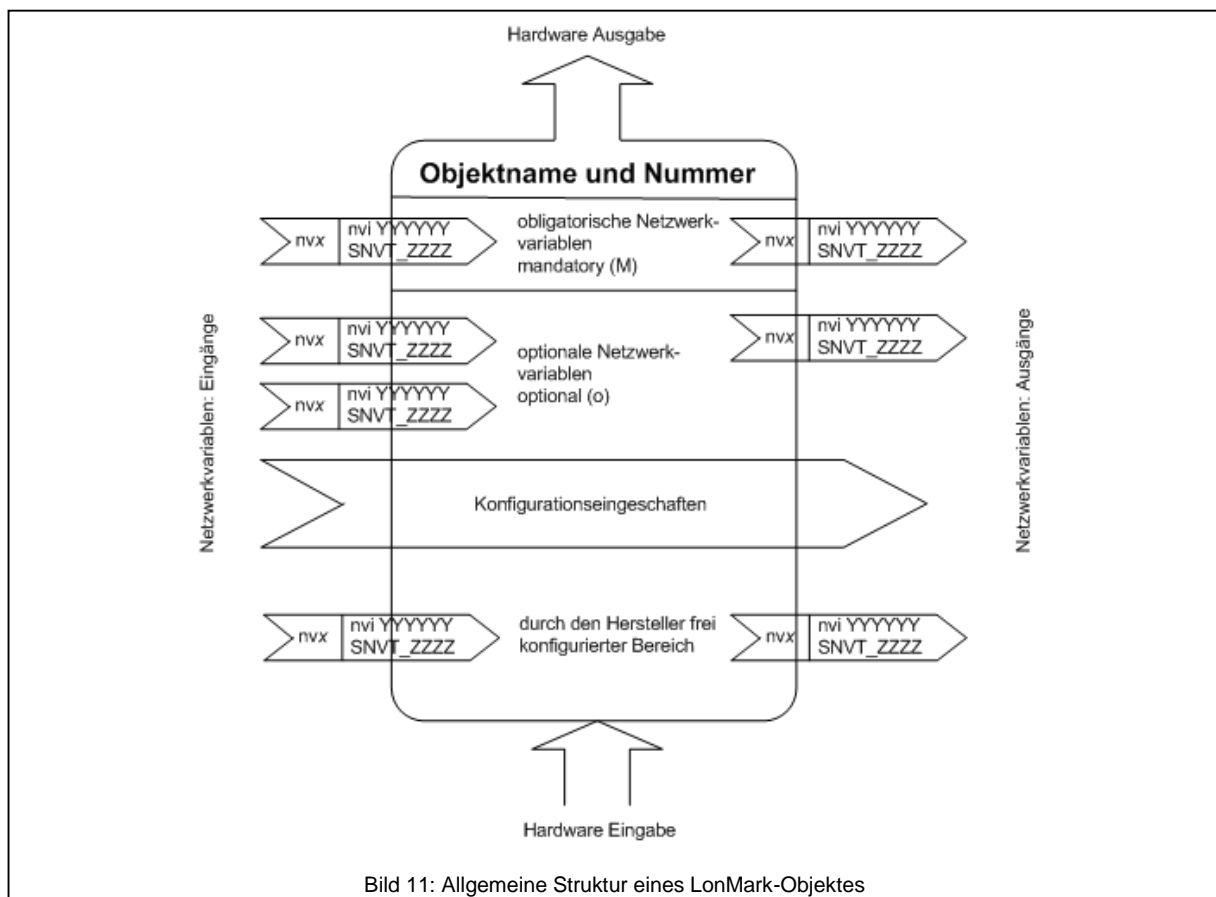 Hardware Ausgabe
Objektname und Nummer
nvx
nvi YYYYYY
SNVT_ZZZZ
obligatorische Netzwerk-
variablen
mandatory (M)
nvx
nvi YYYYYY
SNVT_ZZZZ
Netzwerkvariablen: Eingänge
nvx
nvi YYYYYY
SNVT_ZZZZ
nvx
nvi YYYYYY
SNVT_ZZZZ
optionale Netzwerk-
variablen
optional (o)
nvx
nvi YYYYYY
SNVT_ZZZZ
Netzwerkvariablen: Ausgänge
Konfigurationseingeschaften
nvx
nvi YYYYYY
SNVT_ZZZZ
durch den Hersteller frei
konfigurierter Bereich
nvx
nvi YYYYYY
SNVT_ZZZZ
Hardware Eingabe
Bild 11: Allgemeine Struktur eines LonMark-Objektes